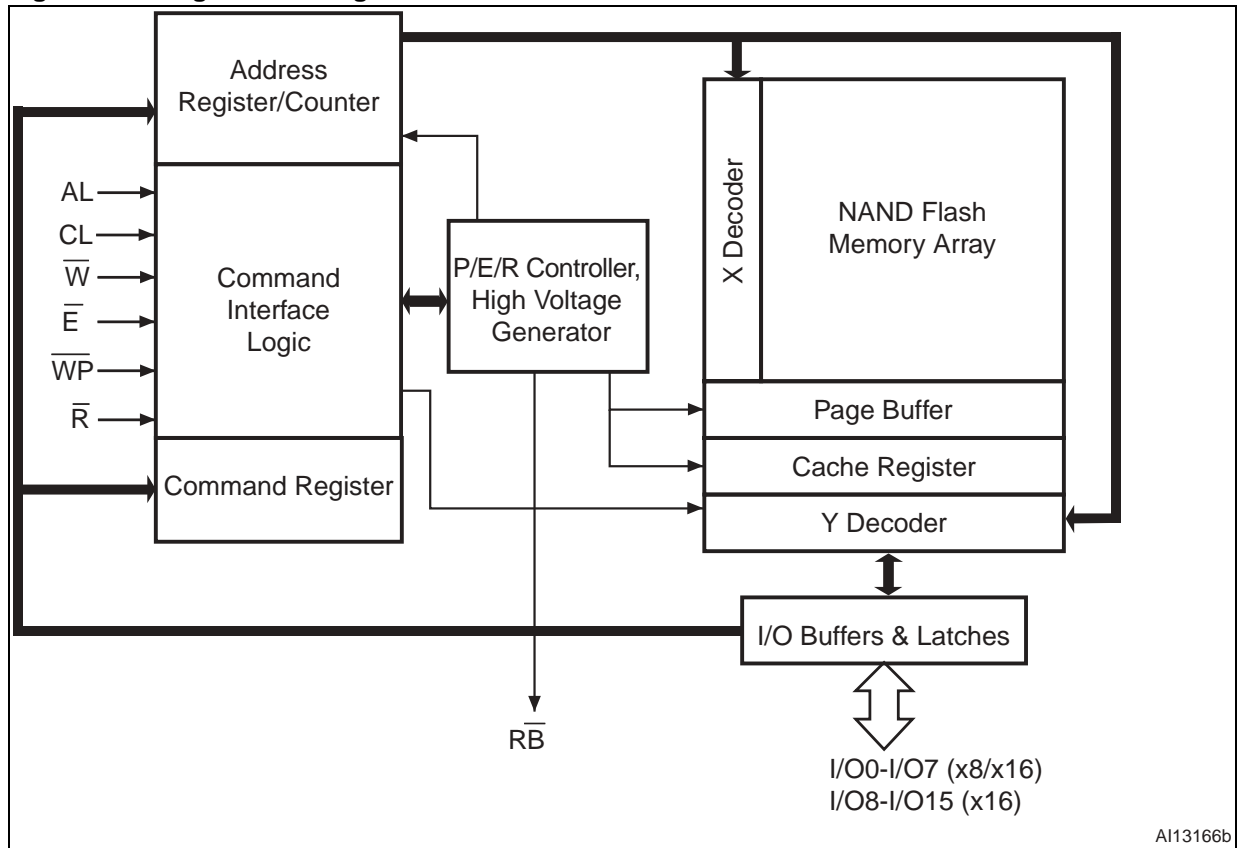 Address
Register/Counter
AL
CL
W̅
E̅
W̅P̅
R̅
Command
Interface
Logic
Command Register
P/E/R Controller,
High Voltage
Generator
RB̅
X Decoder
NAND Flash
Memory Array
Page Buffer
Cache Register
Y Decoder
I/O Buffers & Latches
I/O0-I/O7 (x8/x16)
I/O8-I/O15 (x16)
AI13166b